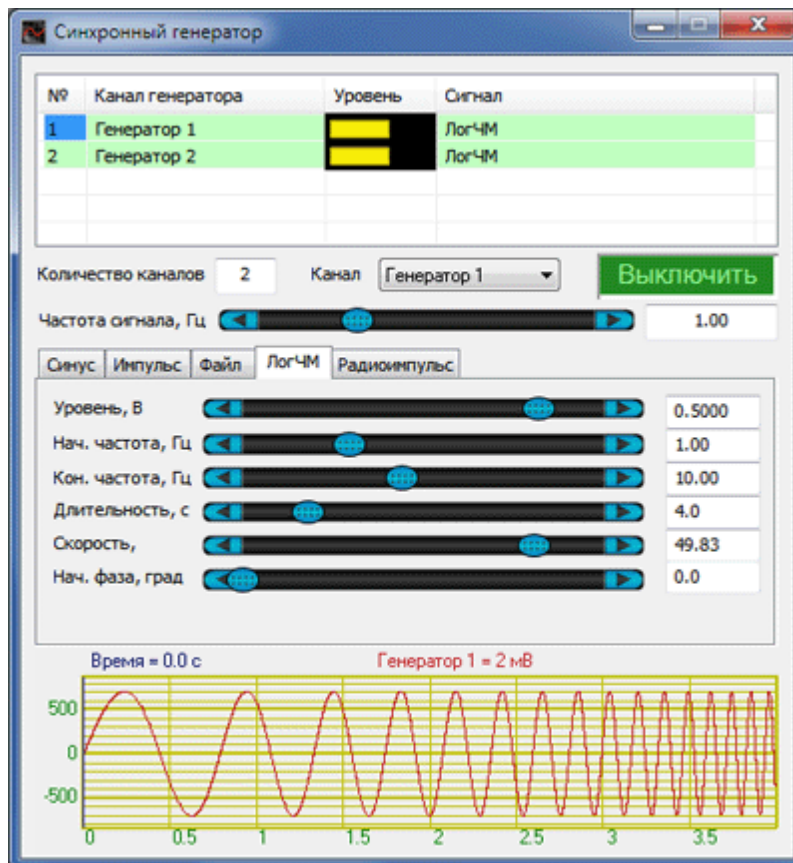 Синхронный генератор
№ Канал генератора Уровень Сигнал
1 Генератор 1 ЛогЧМ
2 Генератор 2 ЛогЧМ
Количество каналов 2 Канал Генератор 1 Выключить
Частота сигнала, Гц 1.00
Синус Импульс Файл ЛогЧМ Радиоимпульс
Уровень, В 0.5000
Нач. частота, Гц 1.00
Кон. частота, Гц 10.00
Длительность, с 4.0
Скорость, 49.83
Нач. фаза, град 0.0
Время = 0.0 с Генератор 1 = 2 мВ
500
0
-500
0 0.5 1 1.5 2 2.5 3 3.5